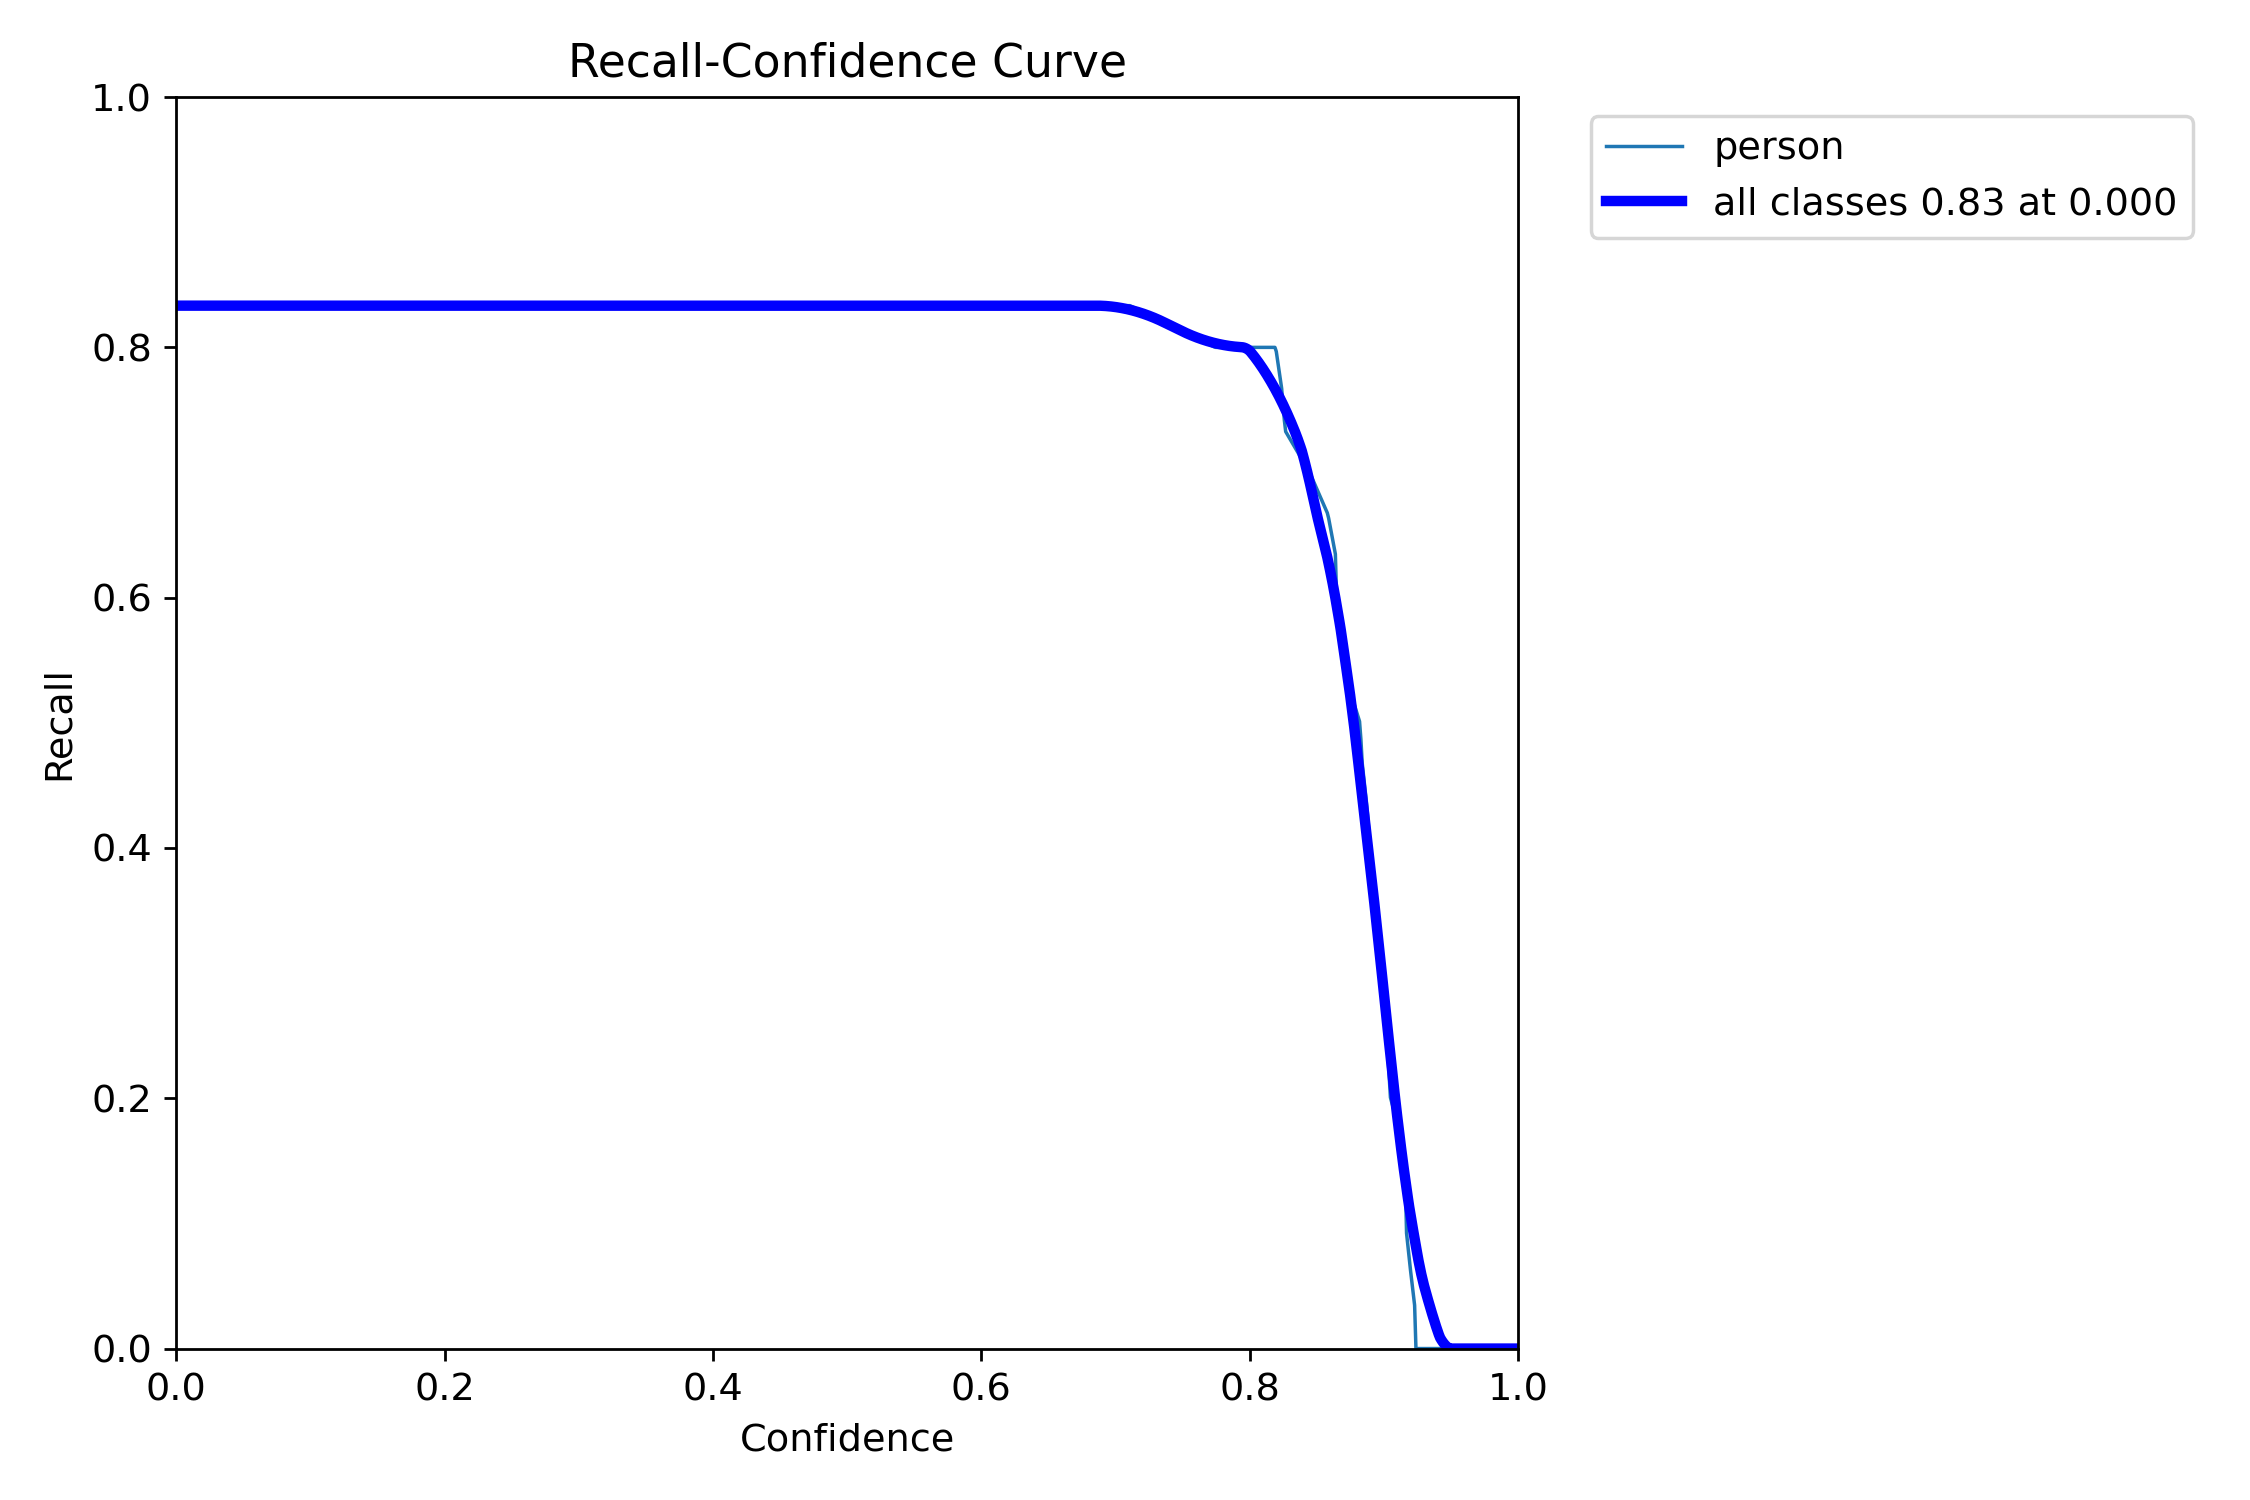 Recall-Confidence Curve
1.0
0.8
0.6
0.4
0.2
0.0
Recall
0.0 0.2 0.4 0.6 0.8 1.0
Confidence
person
all classes 0.83 at 0.000